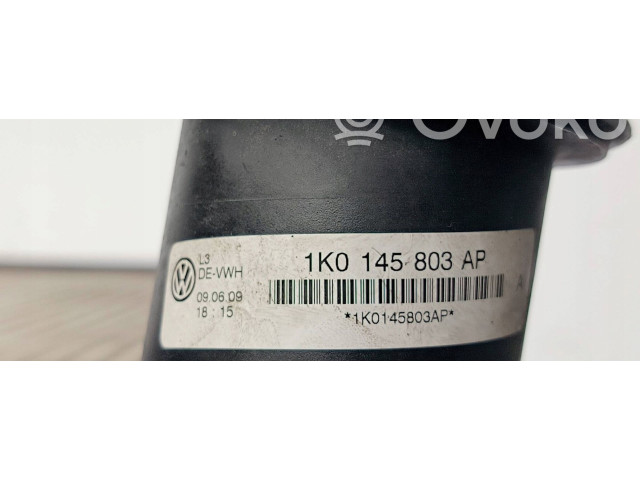 Ovoko
L3
DE-VWH
09.06.09
18 : 15
1K0 145 803 AP
*1K0145803AP*
A